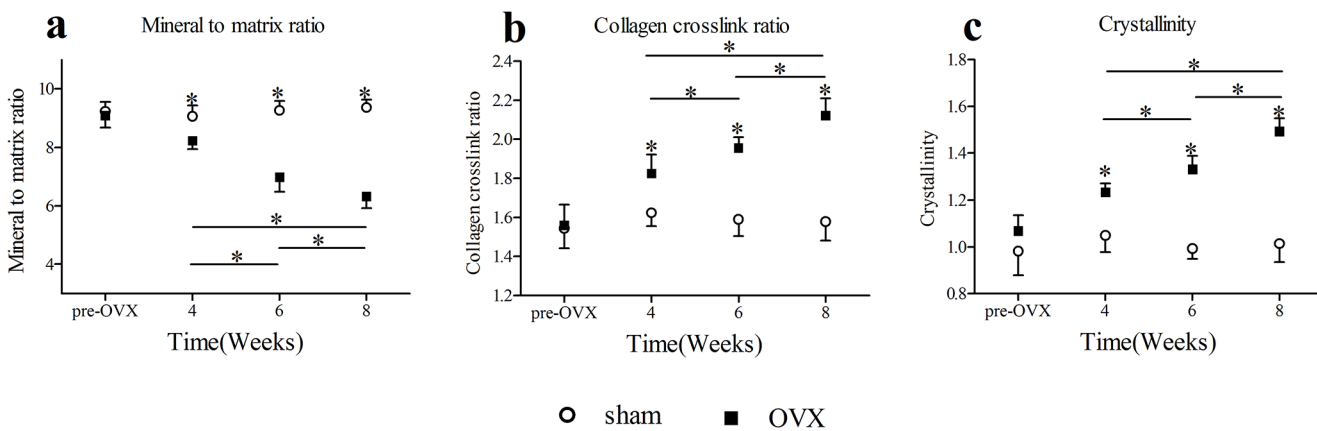 a
Mineral to matrix ratio
Mineral to matrix ratio
10
8
6
4
* * *
*
* *
pre-OVX 4 6 8
Time(Weeks)
b
Collagen crosslink ratio
Collagen crosslink ratio
2.4
2.2
2.0
1.8
1.6
1.4
1.2
*
* *
* * *
pre-OVX 4 6 8
Time(Weeks)
c
Crystallinity
Crystallinity
1.8
1.6
1.4
1.2
1.0
0.8
*
* *
* * *
pre-OVX 4 6 8
Time(Weeks)
sham OVX